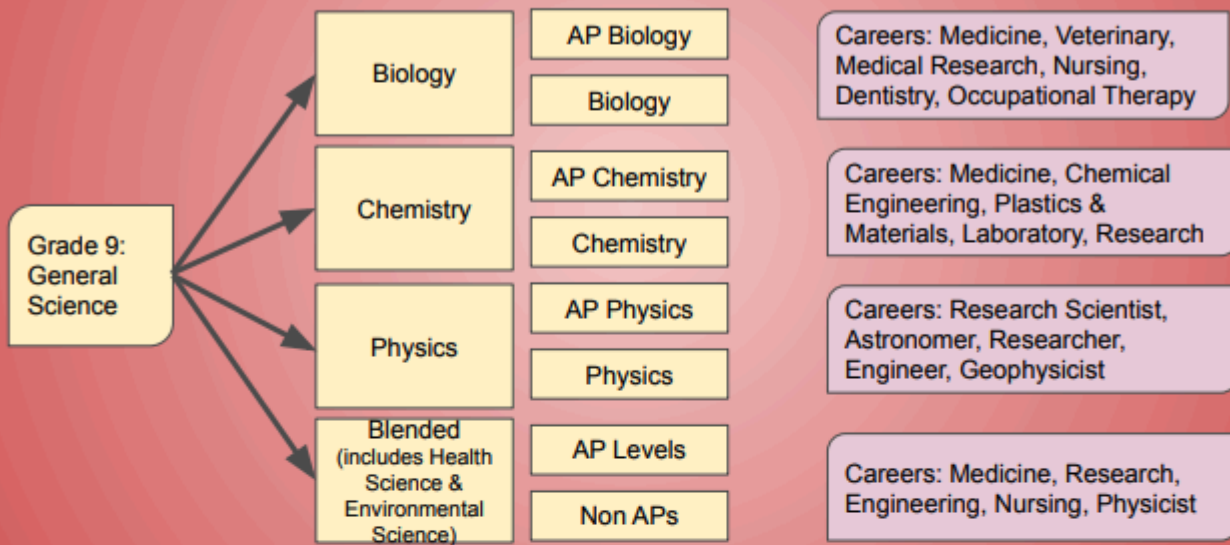 Grade 9:
General
Science
Biology
AP Biology
Biology
Careers: Medicine, Veterinary,
Medical Research, Nursing,
Dentistry, Occupational Therapy
Chemistry
AP Chemistry
Chemistry
Careers: Medicine, Chemical
Engineering, Plastics &
Materials, Laboratory, Research
Physics
AP Physics
Physics
Careers: Research Scientist,
Astronomer, Researcher,
Engineer, Geophysicist
Blended
(includes Health
Science &
Environmental
Science)
AP Levels
Non APs
Careers: Medicine, Research,
Engineering, Nursing, Physicist